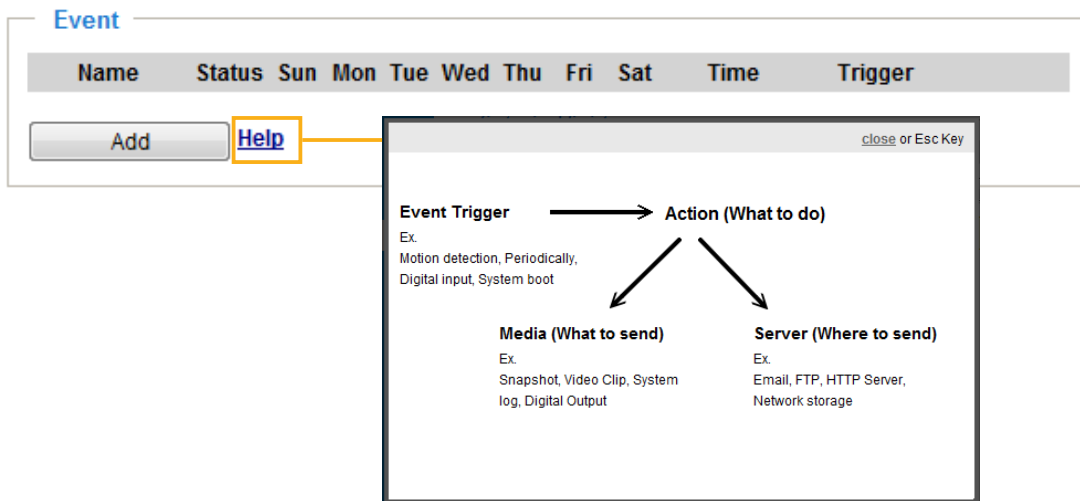 Event
Name Status Sun Mon Tue Wed Thu Fri Sat Time Trigger
Add Help
close or Esc Key
Event Trigger Action (What to do)
Ex.
Motion detection, Periodically,
Digital input, System boot
Media (What to send)
Ex.
Snapshot, Video Clip, System
log, Digital Output
Server (Where to send)
Ex.
Email, FTP, HTTP Server,
Network storage